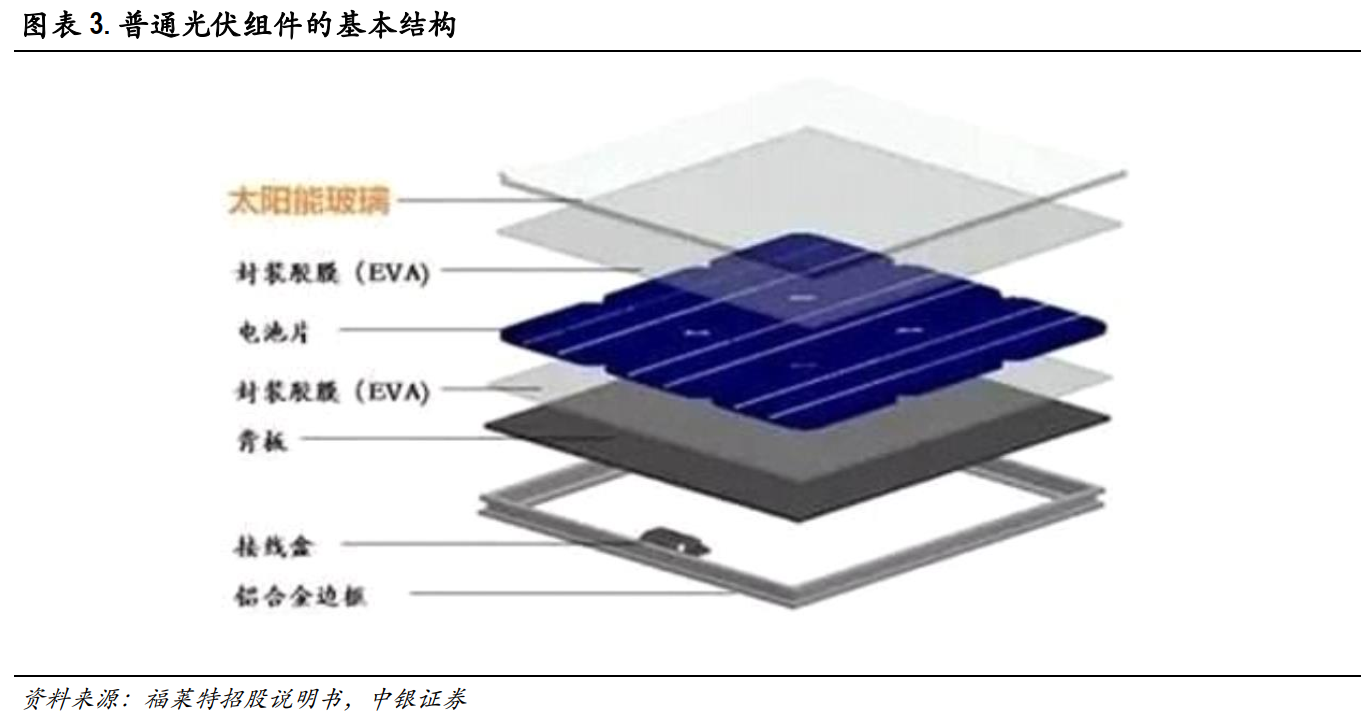 图表 3. 普通光伏组件的基本结构
太阳能玻璃
封装胶膜（EVA)
电池片
封装胶膜（EVA)
背板
接线盒
铝合金边框
资料来源：福莱特招股说明书，中银证券